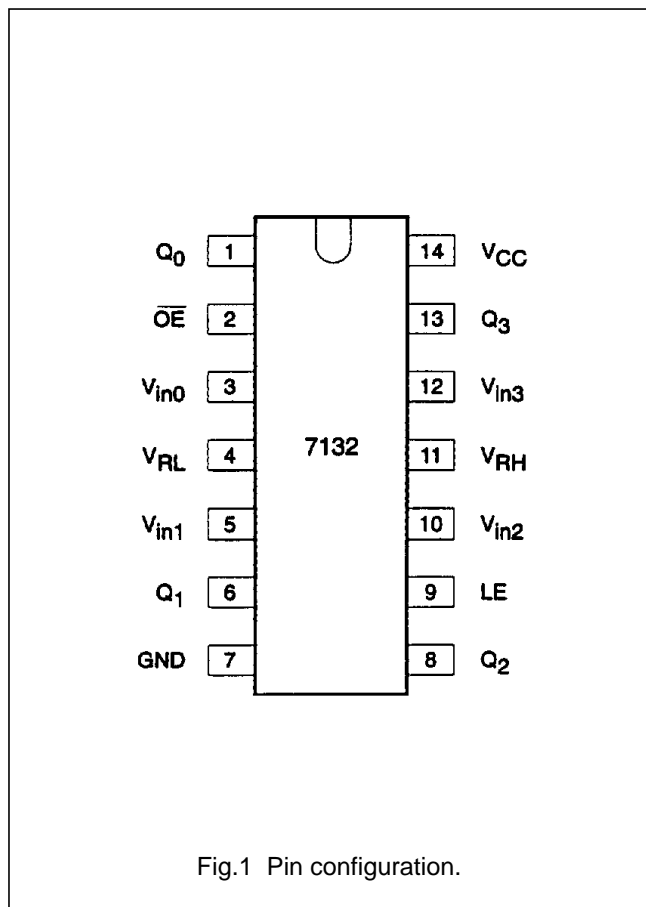 Q0 1 14 VCC
OE 2 13 Q3
Vin0 3 12 Vin3
VRL 4 7132 11 VRH
Vin1 5 10 Vin2
Q1 6 9 LE
GND 7 8 Q2
Fig.1 Pin configuration.